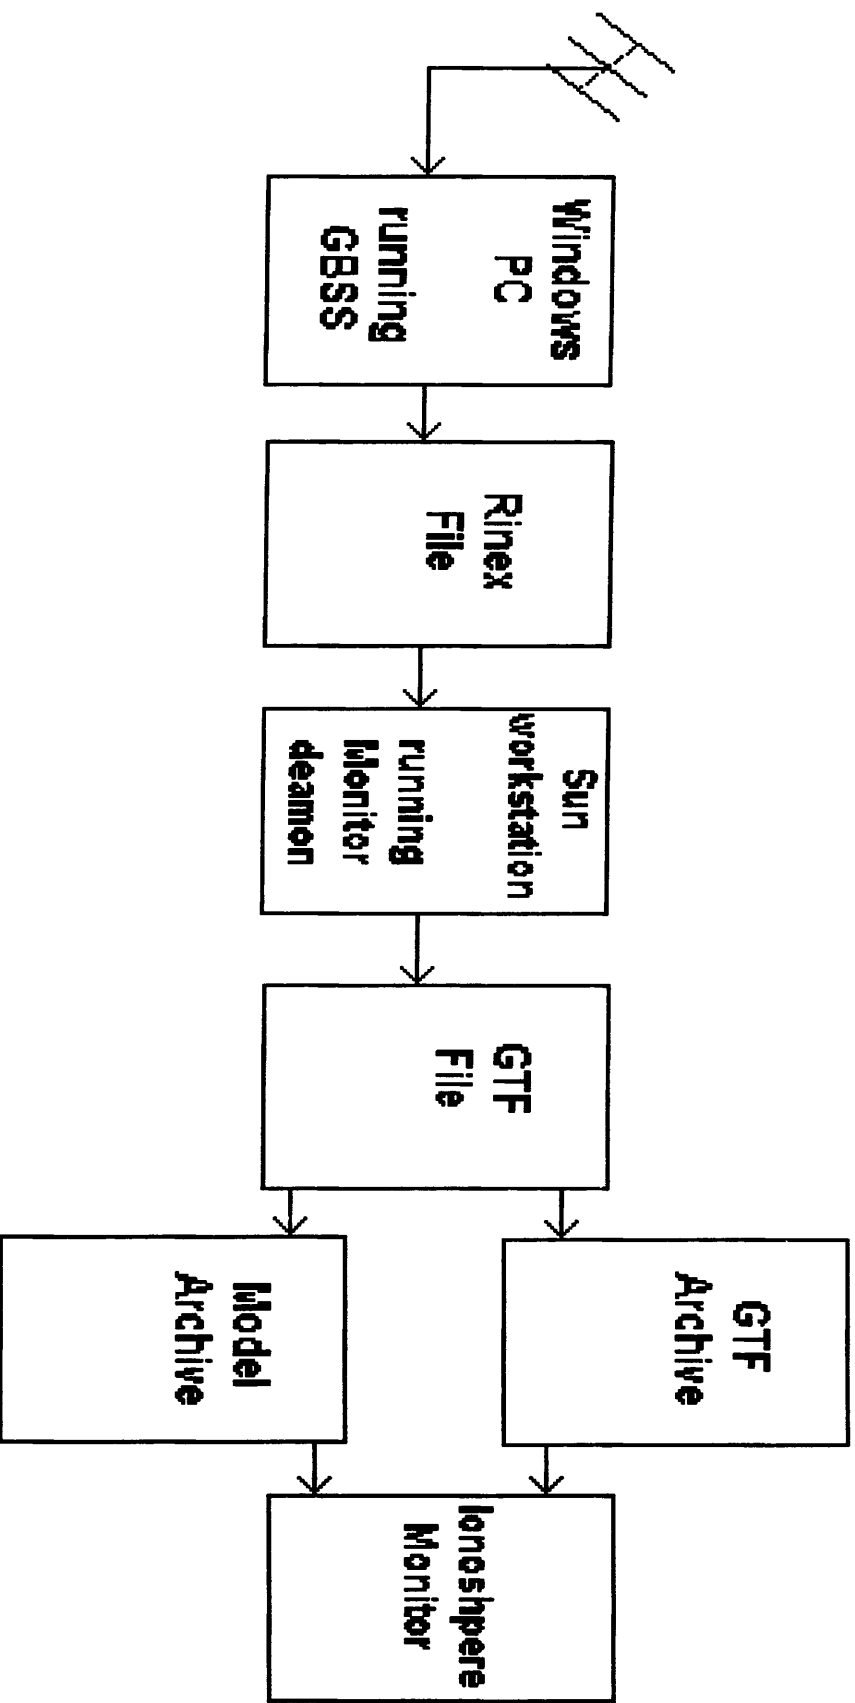 Windows
PC
running
GBSS
Rinex
File
Sun
workstation
running
Monitor
deamon
GTF
File
GTF
Archive
Model
Archive
Ionoshpere
Monitor